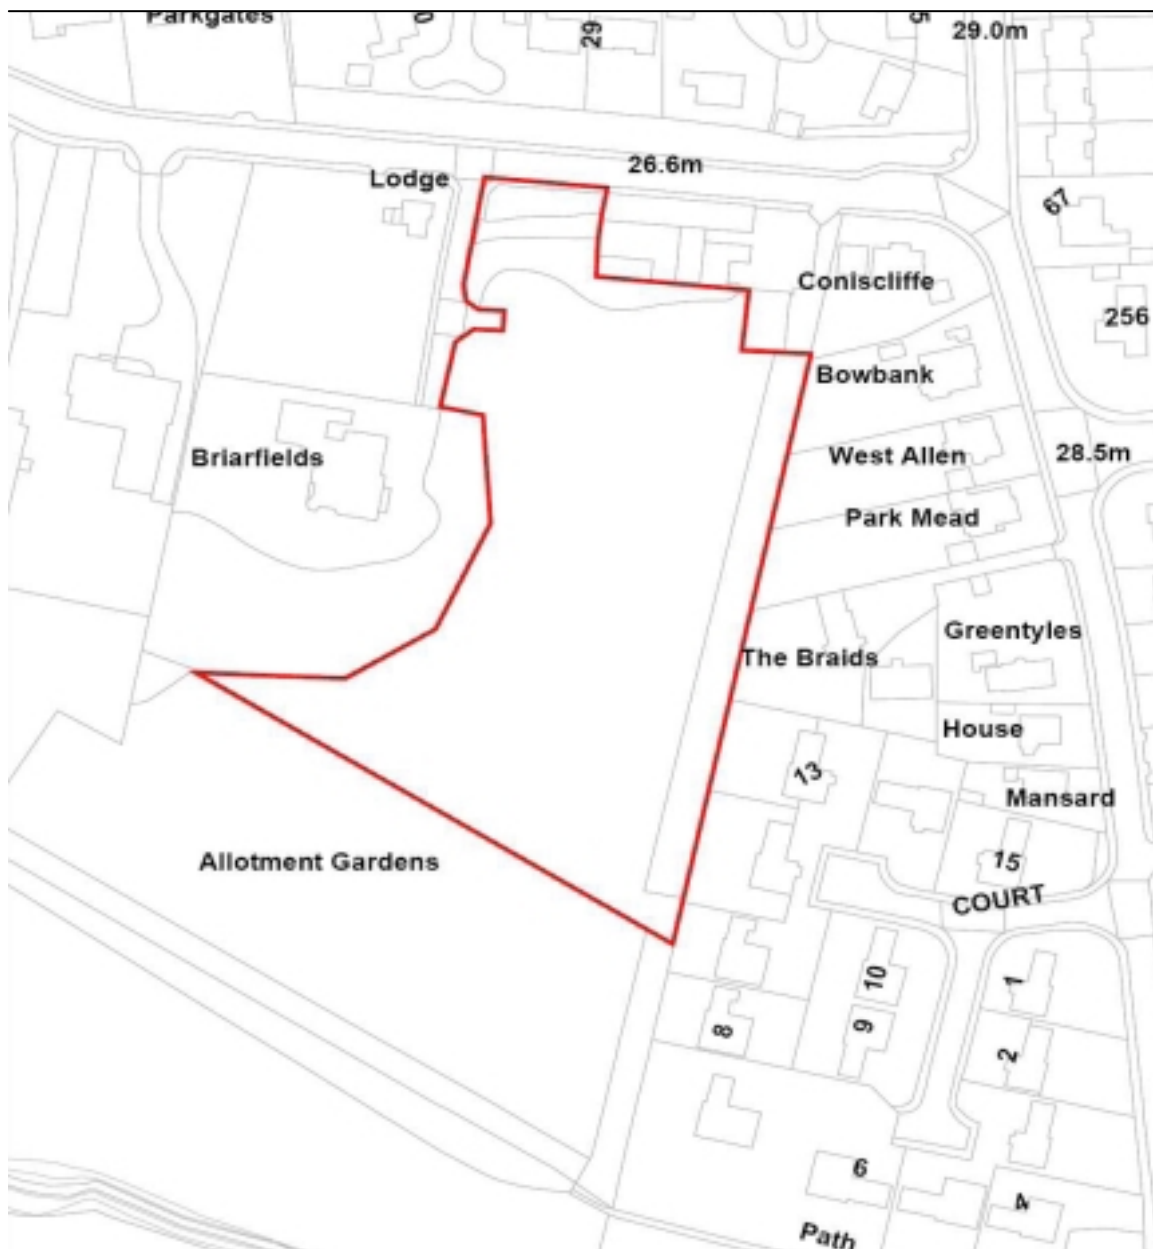 Parkgates
29
29.0m
26.6m
Lodge
67
Coniscliffe
256
Bowbank
Briarfields
West Allen
28.5m
Park Mead
Greentyles
The Braids
House
13
Mansard
Allotment Gardens
15
COURT
10
1
8
9
2
6
4
Path